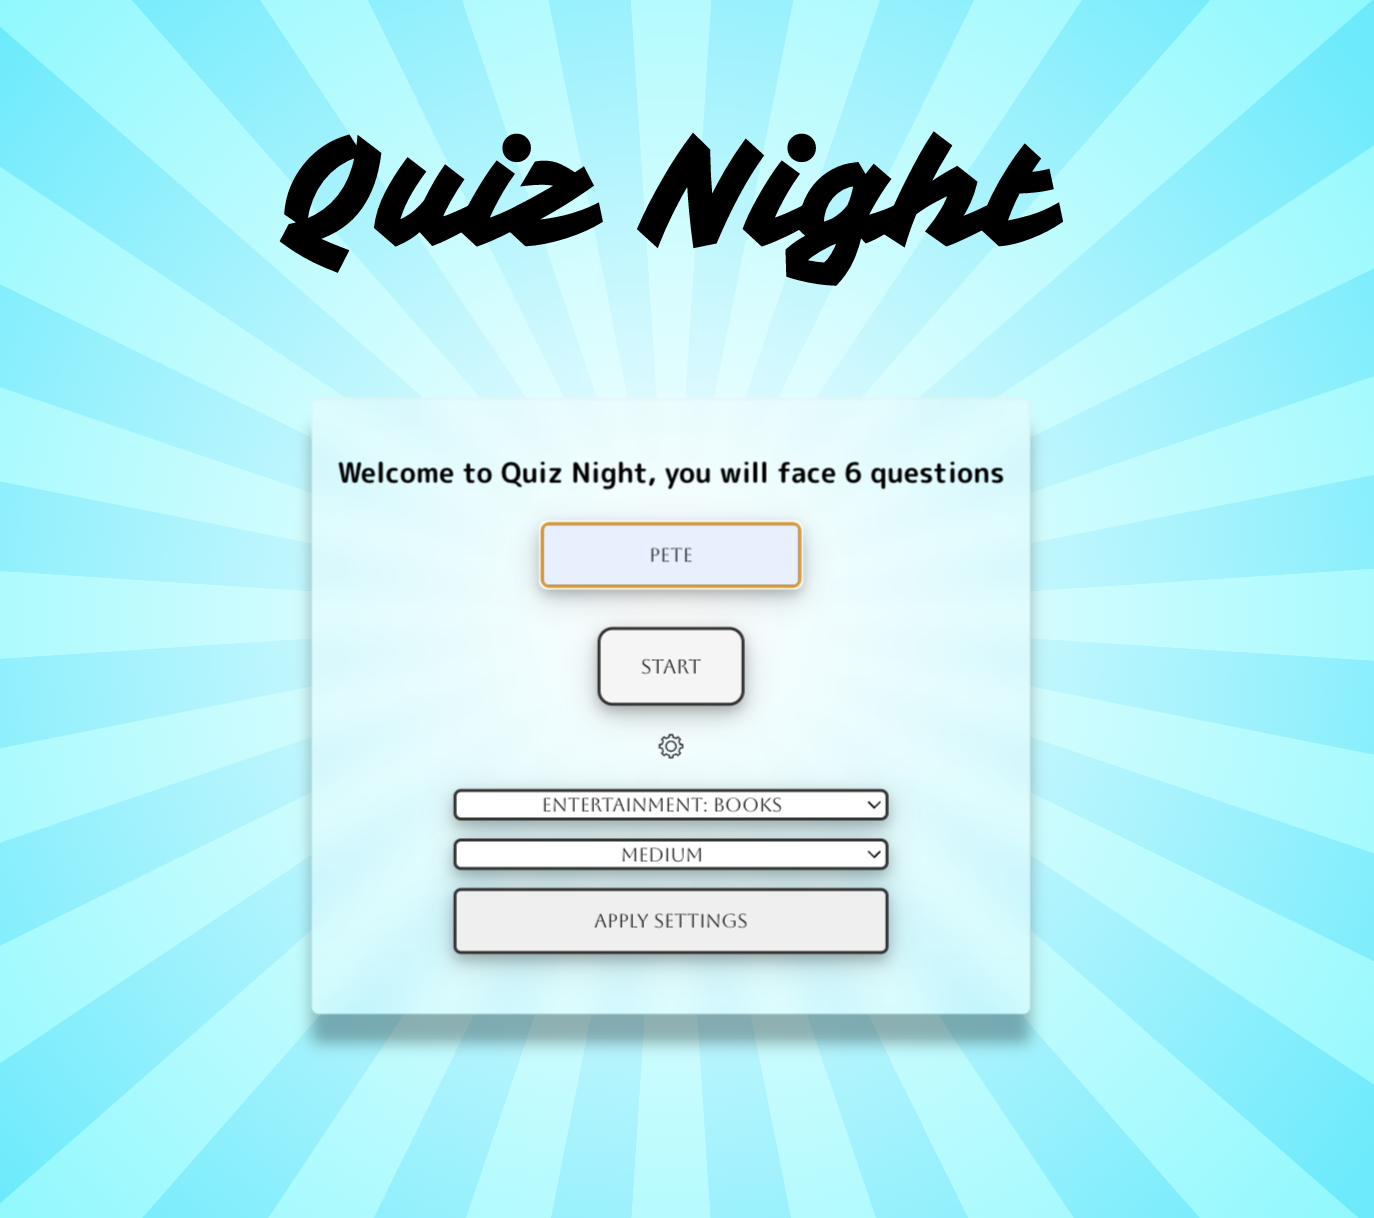 Quiz Night
Welcome to Quiz Night, you will face 6 questions
PETE
START
ENTERTAINMENT: BOOKS
MEDIUM
APPLY SETTINGS